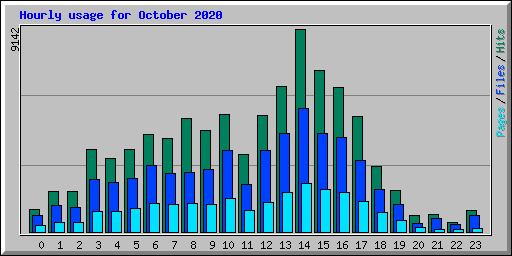 Hourly usage for October 2020
9142
Pages / Files / Hits
0 1 2 3 4 5 6 7 8 9 10 11 12 13 14 15 16 17 18 19 20 21 22 23